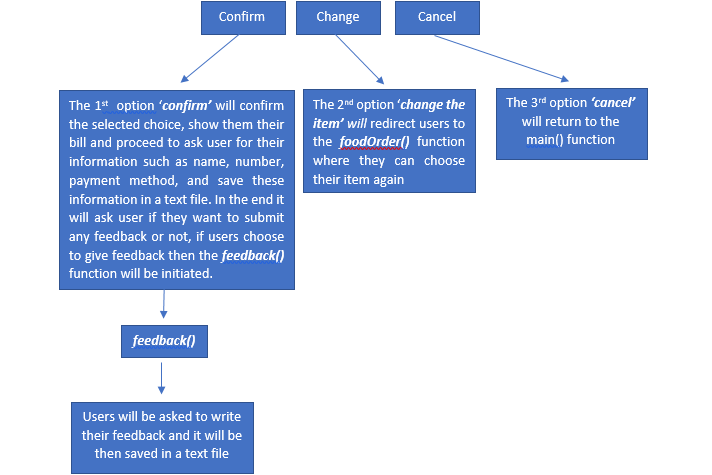 Confirm
Change
Cancel
The 1st option ‘confirm’ will confirm
the selected choice, show them their
bill and proceed to ask user for their
information such as name, number,
payment method, and save these
information in a text file. In the end it
will ask user if they want to submit
any feedback or not, if users choose
to give feedback then the feedback()
function will be initiated.
The 2nd option ‘change the
item’ will redirect users to
the foodOrder() function
where they can choose
their item again
The 3rd option ‘cancel’
will return to the
main() function
feedback()
Users will be asked to write
their feedback and it will be
then saved in a text file